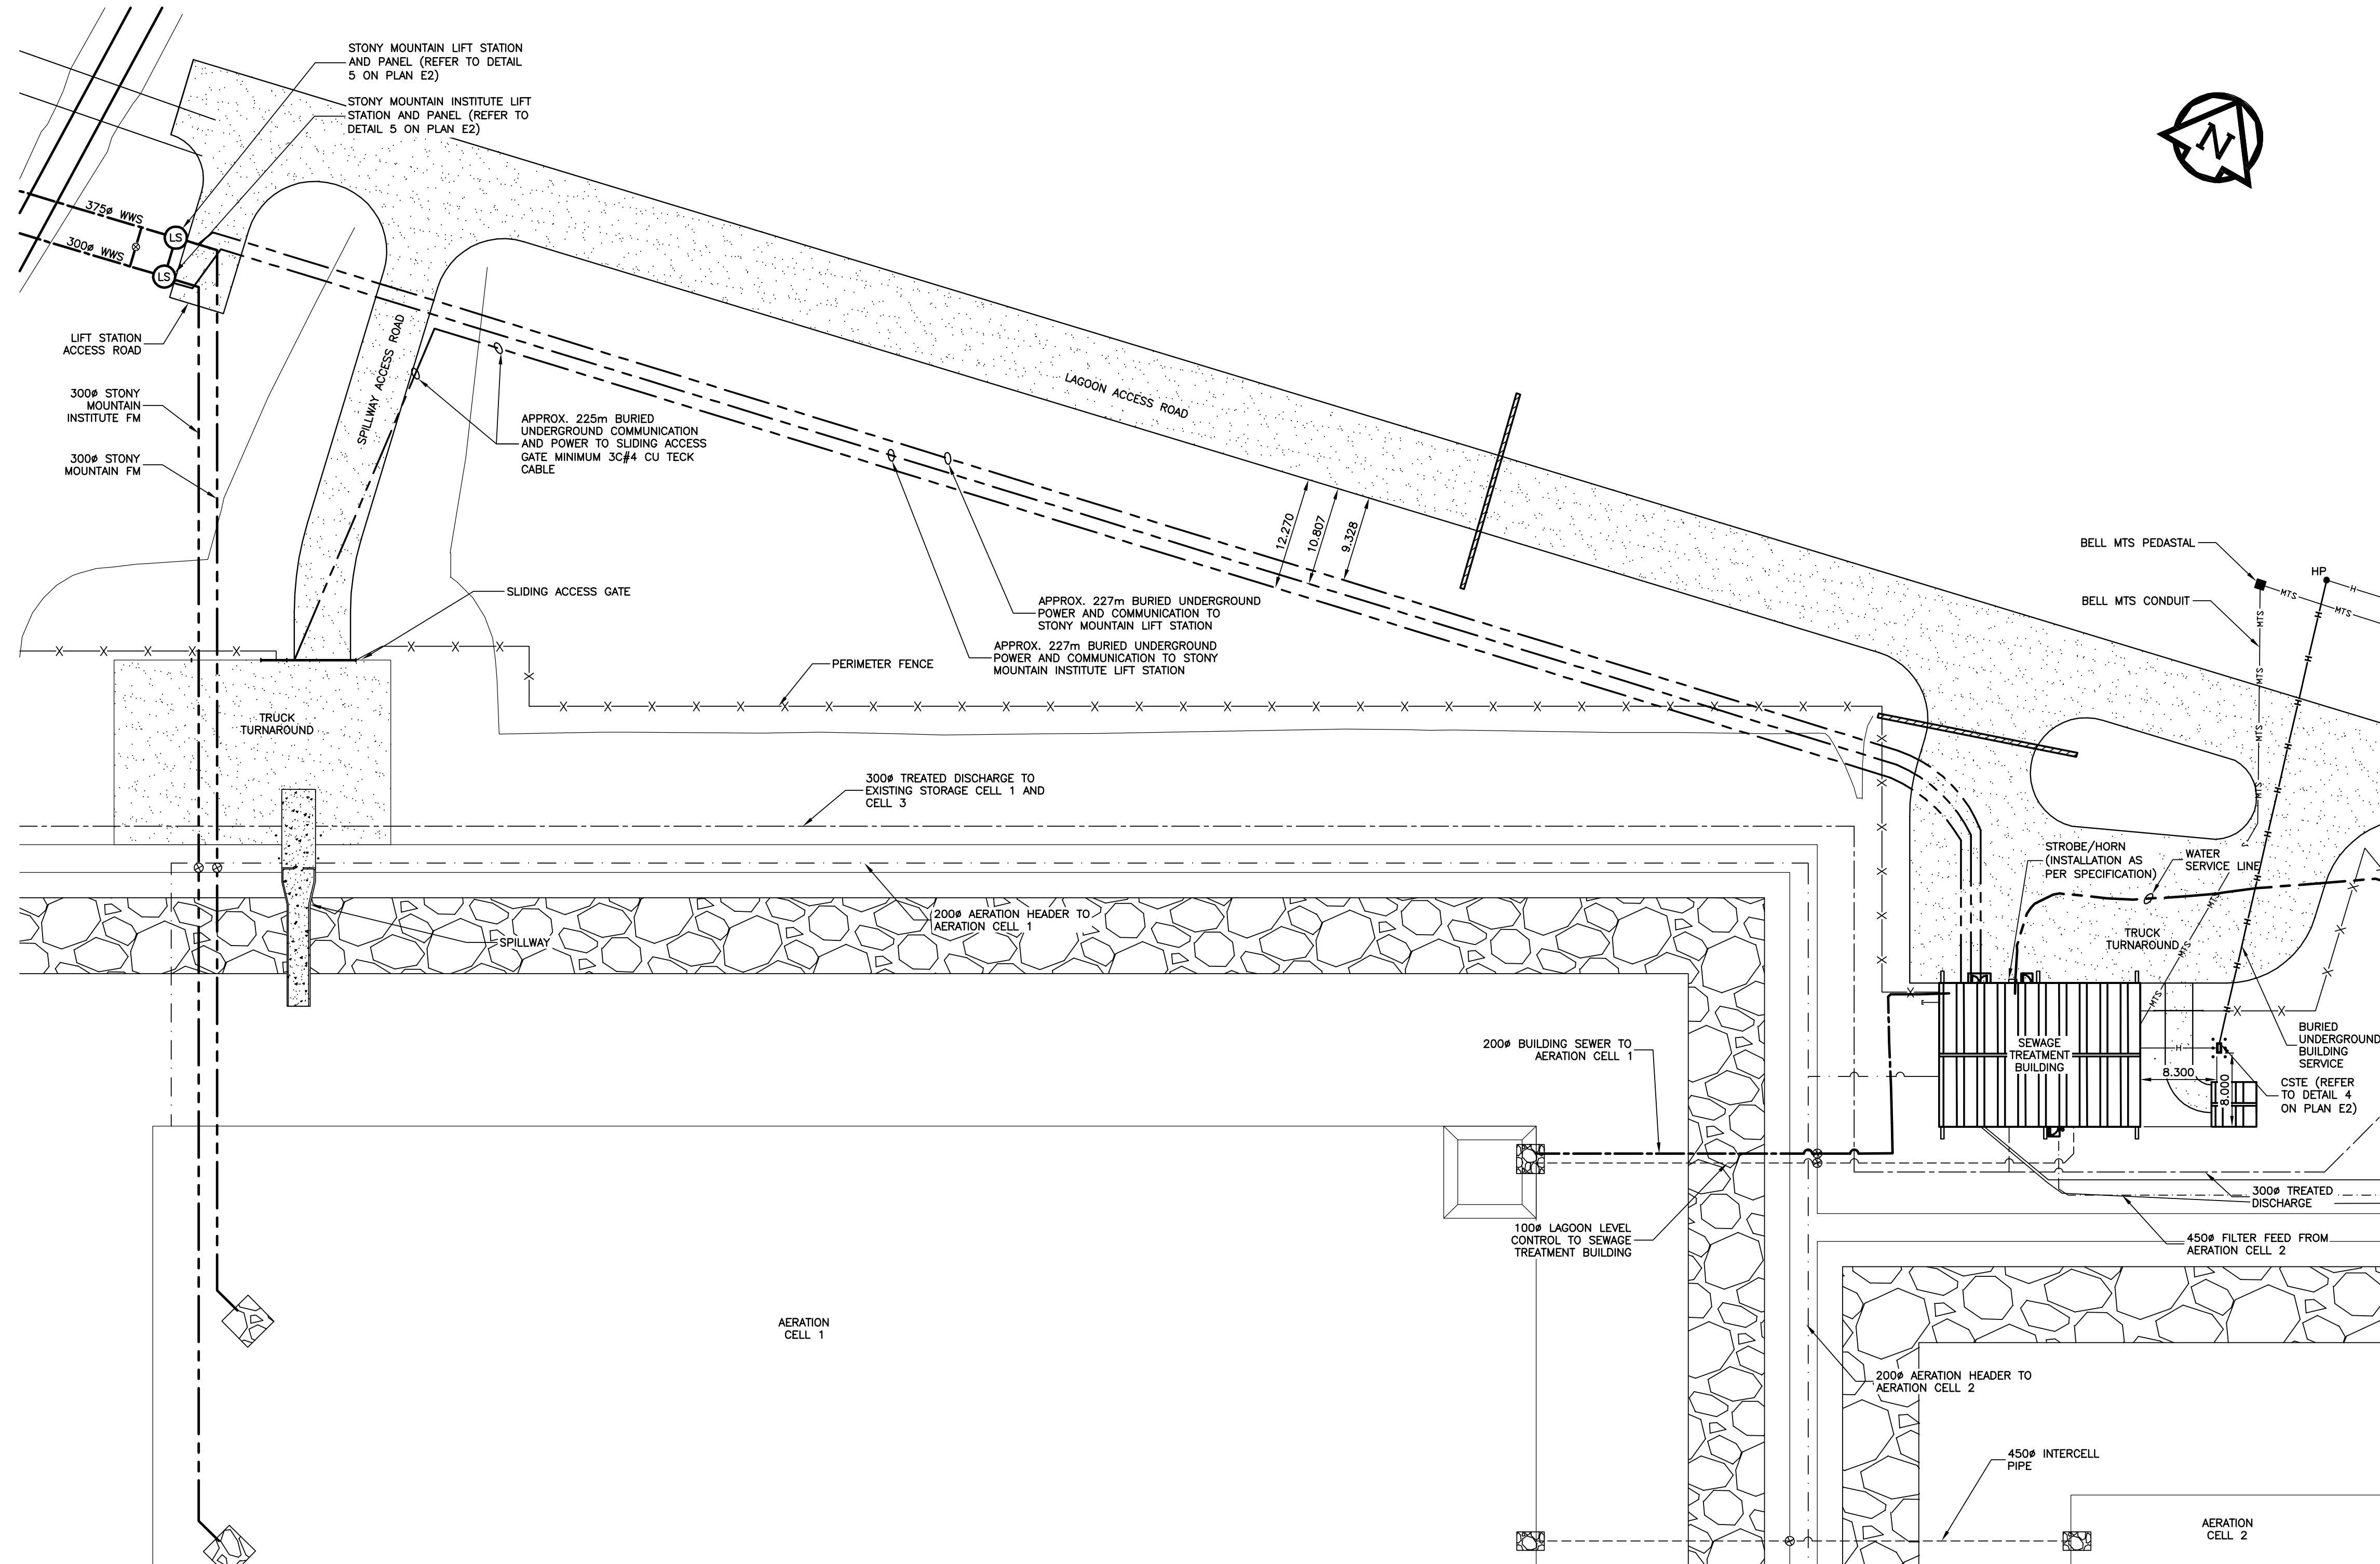 STONY MOUNTAIN LIFT STATION
AND PANEL (REFER TO DETAIL
5 ON PLAN E2)
STONY MOUNTAIN INSTITUTE LIFT
STATION AND PANEL (REFER TO
DETAIL 5 ON PLAN E2)
N
375ø WWS
300ø WWS
LS
LS
LIFT STATION
ACCESS ROAD
300ø STONY
MOUNTAIN
INSTITUTE FM
300ø STONY
MOUNTAIN FM
SPILLWAY ACCESS ROAD
APPROX. 225m BURIED
UNDERGROUND COMMUNICATION
AND POWER TO SLIDING ACCESS
GATE MINIMUM 3C#4 CU TECK
CABLE
LAGOON ACCESS ROAD
12.270
10.807
9.328
SLIDING ACCESS GATE
APPROX. 227m BURIED UNDERGROUND
POWER AND COMMUNICATION TO
STONY MOUNTAIN LIFT STATION
APPROX. 227m BURIED UNDERGROUND
POWER AND COMMUNICATION TO STONY
MOUNTAIN INSTITUTE LIFT STATION
PERIMETER FENCE
BELL MTS PEDASTAL
HP
H
MTS
MTS
BELL MTS CONDUIT
MTS
MTS
MTS
H
H
H
H
H
H
H
H
H
TRUCK
TURNAROUND
300ø TREATED DISCHARGE TO
EXISTING STORAGE CELL 1 AND
CELL 3
STROBE/HORN
(INSTALLATION AS
PER SPECIFICATION)
WATER
SERVICE LINE
MTS
MTS
MTS
TRUCK
TURNAROUND
200ø AERATION HEADER TO
AERATION CELL 1
SPILLWAY
200ø BUILDING SEWER TO
AERATION CELL 1
E
SEWAGE
TREATMENT
BUILDING
H
8.300
8.000
BURIED
UNDERGROUND
BUILDING
SERVICE
CSTE (REFER
TO DETAIL 4
ON PLAN E2)
300ø TREATED
DISCHARGE
450ø FILTER FEED FROM
AERATION CELL 2
100ø LAGOON LEVEL
CONTROL TO SEWAGE
TREATMENT BUILDING
AERATION
CELL 1
200ø AERATION HEADER TO
AERATION CELL 2
450ø INTERCELL
PIPE
AERATION
CELL 2